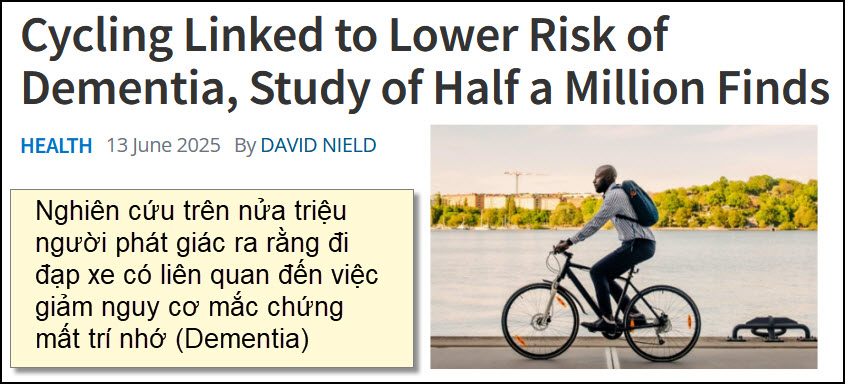 Cycling Linked to Lower Risk of
Dementia, Study of Half a Million Finds
HEALTH 13 June 2025 By DAVID NIELD
Nghiên cứu trên nửa triệu
người phát giác ra rằng đi
đạp xe có liên quan đến việc
giảm nguy cơ mắc chứng
mất trí nhớ (Dementia)